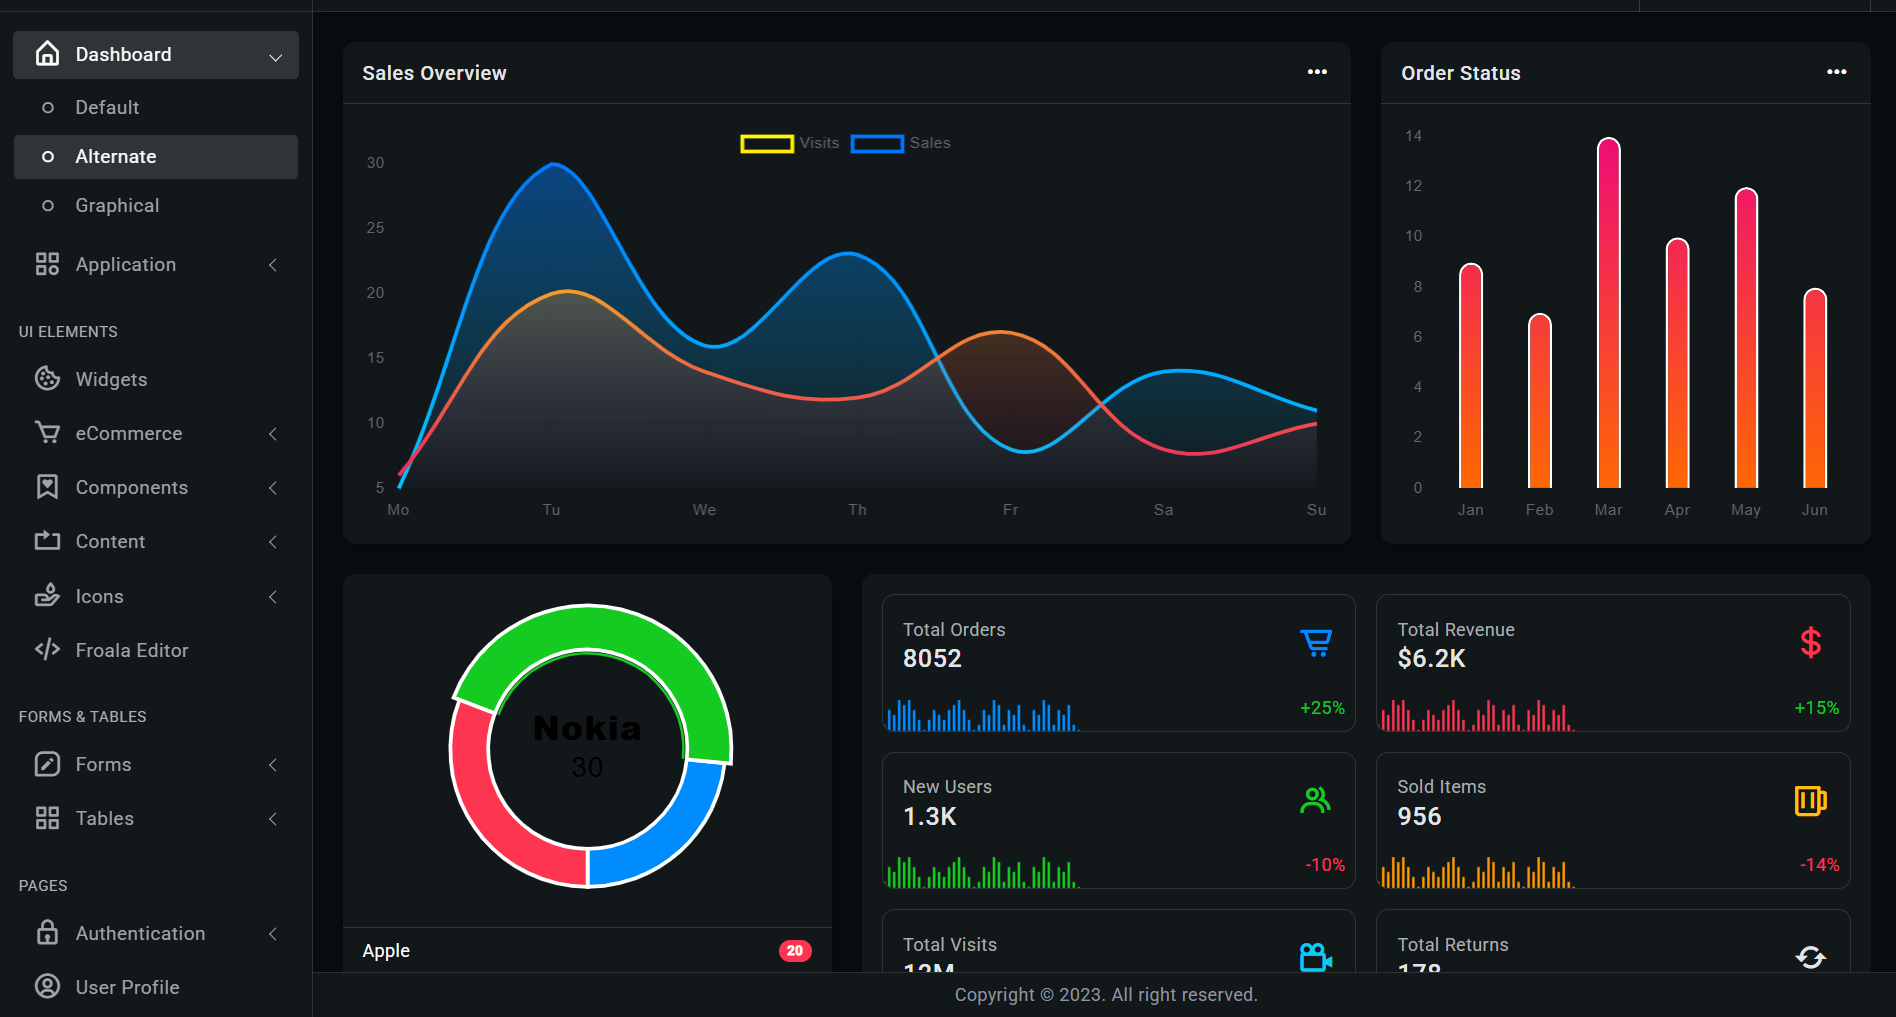 Dashboard
Default
Alternate
Graphical
Application
UI ELEMENTS
Widgets
eCommerce
Components
Content
Icons
Froala Editor
FORMS & TABLES
Forms
Tables
PAGES
Authentication
User Profile
Sales Overview
Visits Sales
30
25
20
15
10
5
Mo Tu We Th Fr Sa Su
Order Status
14
12
10
8
6
4
2
0
Jan Feb Mar Apr May Jun
Nokia
30
Apple 20
Total Orders
8052
+25%
Total Revenue
$6.2K
+15%
New Users
1.3K
-10%
Sold Items
956
-14%
Total Visits
12M
Total Returns
178
Copyright © 2023. All right reserved.